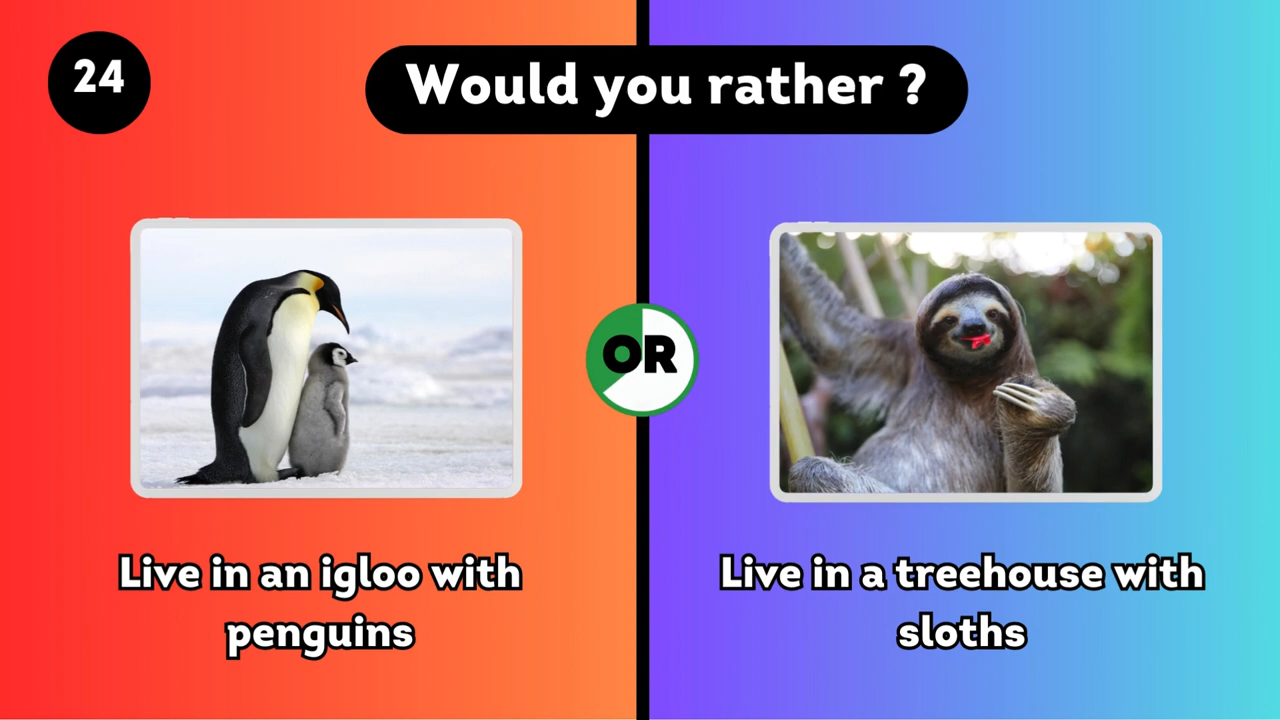 24
Would you rather ?
OR
Live in an igloo with
penguins
Live in a treehouse with
sloths